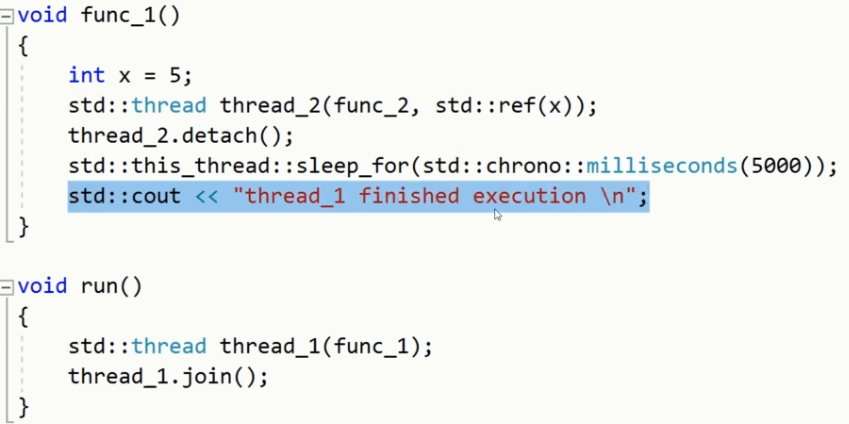 void func_1()
{
int x = 5;
std::thread thread_2(func_2, std::ref(x));
thread_2.detach();
std::this_thread::sleep_for(std::chrono::milliseconds(5000));
std::cout << "thread_1 finished execution \n";
}
void run()
{
std::thread thread_1(func_1);
thread_1.join();
}